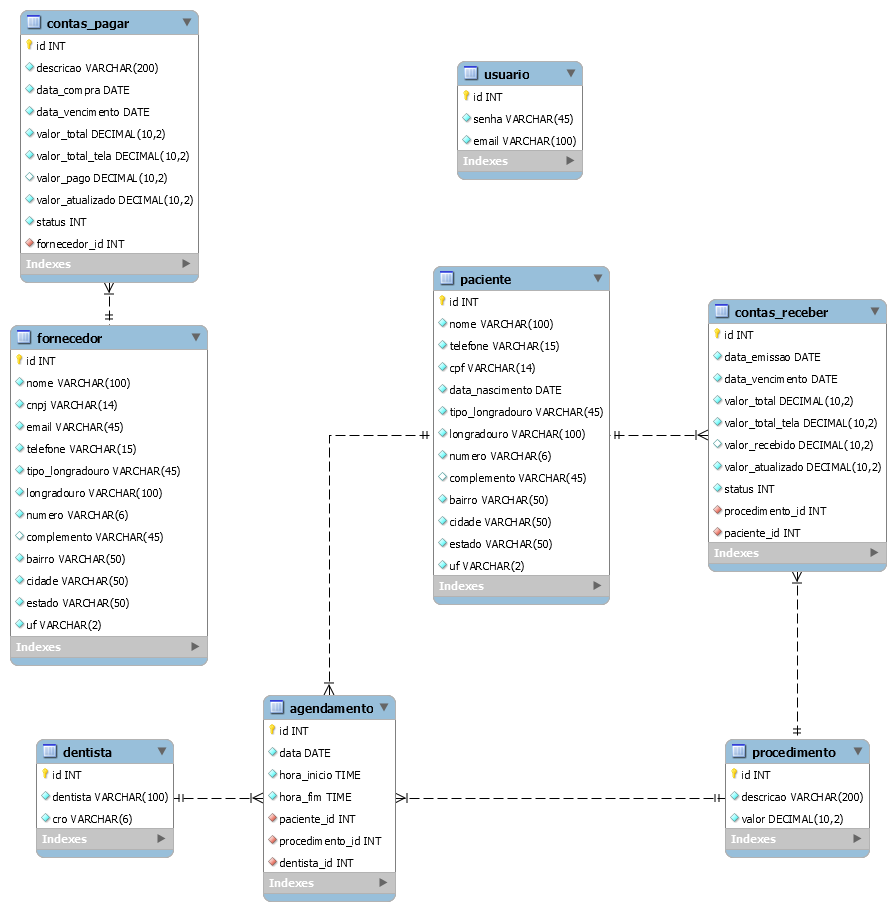 contas_pagar
id INT
descricao VARCHAR(200)
data_compra DATE
data_vencimento DATE
valor_total DECIMAL(10,2)
valor_total_tela DECIMAL(10,2)
valor_pago DECIMAL(10,2)
valor_atualizado DECIMAL(10,2)
status INT
fornecedor_id INT
Indexes
usuario
id INT
senha VARCHAR(45)
email VARCHAR(100)
Indexes
fornecedor
id INT
nome VARCHAR(100)
cnpj VARCHAR(14)
email VARCHAR(45)
telefone VARCHAR(15)
tipo_longradouro VARCHAR(45)
longradouro VARCHAR(100)
numero VARCHAR(6)
complemento VARCHAR(45)
bairro VARCHAR(50)
cidade VARCHAR(50)
estado VARCHAR(50)
uf VARCHAR(2)
Indexes
paciente
id INT
nome VARCHAR(100)
telefone VARCHAR(15)
cpf VARCHAR(14)
data_nascimento DATE
tipo_longradouro VARCHAR(45)
longradouro VARCHAR(100)
numero VARCHAR(6)
complemento VARCHAR(45)
bairro VARCHAR(50)
cidade VARCHAR(50)
estado VARCHAR(50)
uf VARCHAR(2)
Indexes
contas_receber
id INT
data_emissao DATE
data_vencimento DATE
valor_total DECIMAL(10,2)
valor_total_tela DECIMAL(10,2)
valor_recebido DECIMAL(10,2)
valor_atualizado DECIMAL(10,2)
status INT
procedimento_id INT
paciente_id INT
Indexes
dentista
id INT
dentista VARCHAR(100)
cro VARCHAR(6)
Indexes
agendamento
id INT
data DATE
hora_inicio TIME
hora_fim TIME
paciente_id INT
procedimento_id INT
dentista_id INT
Indexes
procedimento
id INT
descricao VARCHAR(200)
valor DECIMAL(10,2)
Indexes